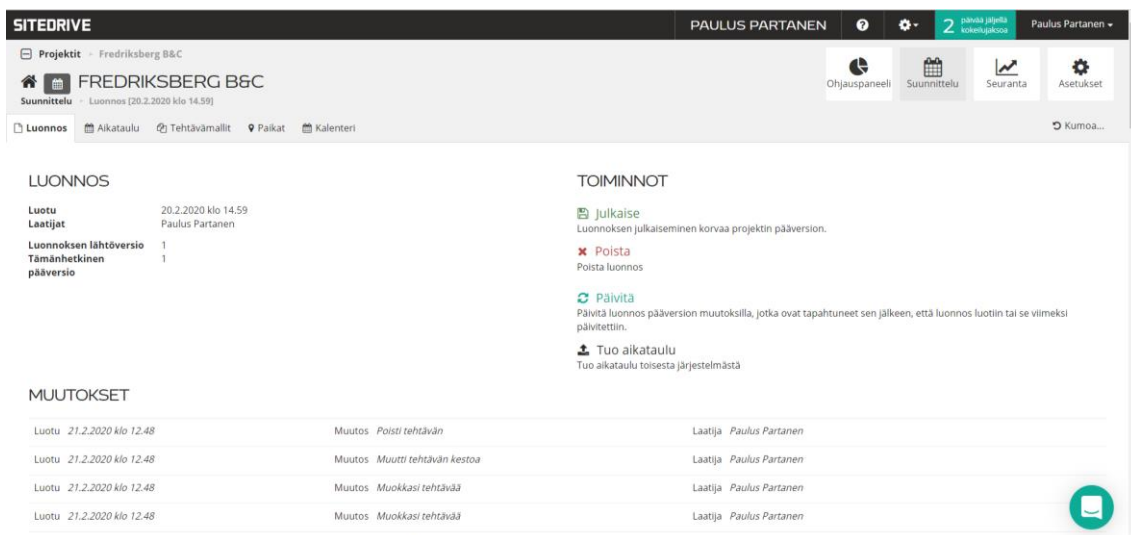 SITEDRIVE PAULUS PARTANEN 2 päivää jäljellä kokeilujaksoa Paulus Partanen
Projektit Fredriksberg B&C
FREDRIKSBERG B&C
Suunnittelu Luonnos [20.2.2020 klo 14.59]
Ohjauspaneeli Suunnittelu Seuranta Asetukset
Luonnos Aikataulu Tehtävämallit Paikat Kalenteri Kumoa...
LUONNOS
Luotu 20.2.2020 klo 14.59
Laatijat Paulus Partanen
Luonnoksen lähtöversio 1
Tämänhetkinen 1
pääversio
TOIMINNOT
Julkaise
Luonnoksen julkaiseminen korvaa projektin pääversion.
Poista
Poista luonnos
Päivitä
Päivitä luonnos pääversion muutoksilla, jotka ovat tapahtuneet sen jälkeen, että luonnos luotiin tai se viimeksi
päivitettiin.
Tuo aikataulu
Tuo aikataulu toisesta järjestelmästä
MUUTOKSET
Luotu 21.2.2020 klo 12.48 Muutos Poisti tehtävän Laatija Paulus Partanen
Luotu 21.2.2020 klo 12.48 Muutos Muutti tehtävän kestoa Laatija Paulus Partanen
Luotu 21.2.2020 klo 12.48 Muutos Muokkasi tehtävää Laatija Paulus Partanen
Luotu 21.2.2020 klo 12.48 Muutos Muokkasi tehtävää Laatija Paulus Partanen